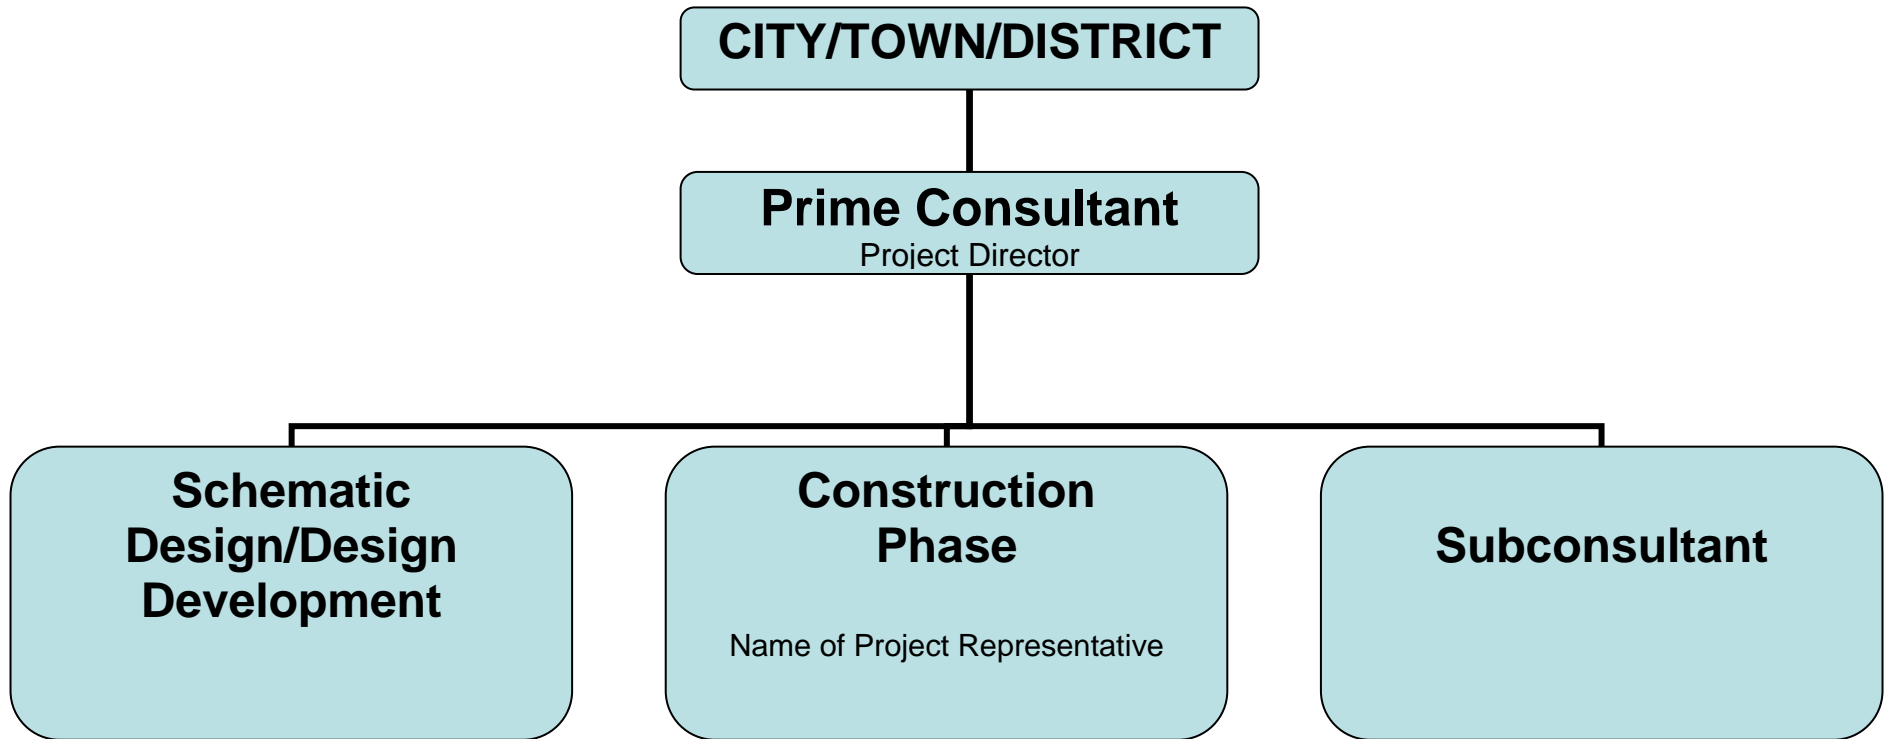 CITY/TOWN/DISTRICT
Prime Consultant
Project Director
Schematic
Design/Design
Development
Construction
Phase
Name of Project Representative
Subconsultant